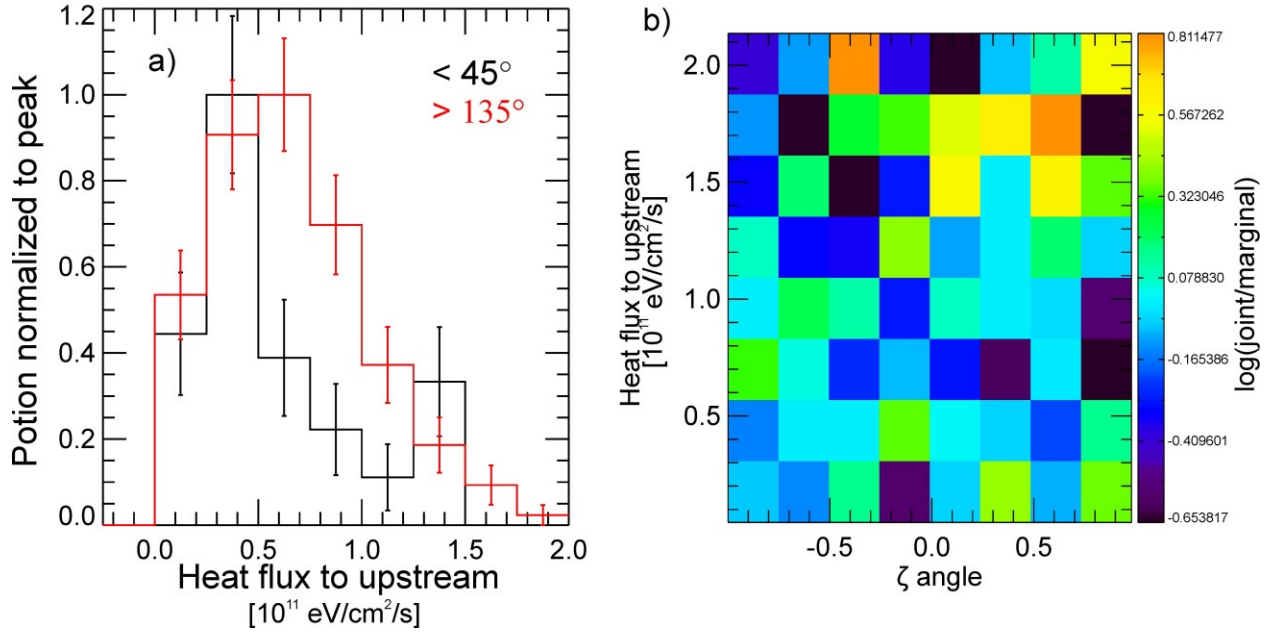 a)
< 45°
> 135°
Potion normalized to peak
1.2
1.0
0.8
0.6
0.4
0.2
0.0
0.0 0.5 1.0 1.5 2.0
Heat flux to upstream
[10¹¹ eV/cm²/s]
b)
Heat flux to upstream
[10¹¹ eV/cm²/s]
2.0
1.5
1.0
0.5
-0.5 0.0 0.5
ζ angle
0.811477
0.567262
0.323046
0.078830
-0.165386
-0.409601
-0.653817
log(joint/marginal)